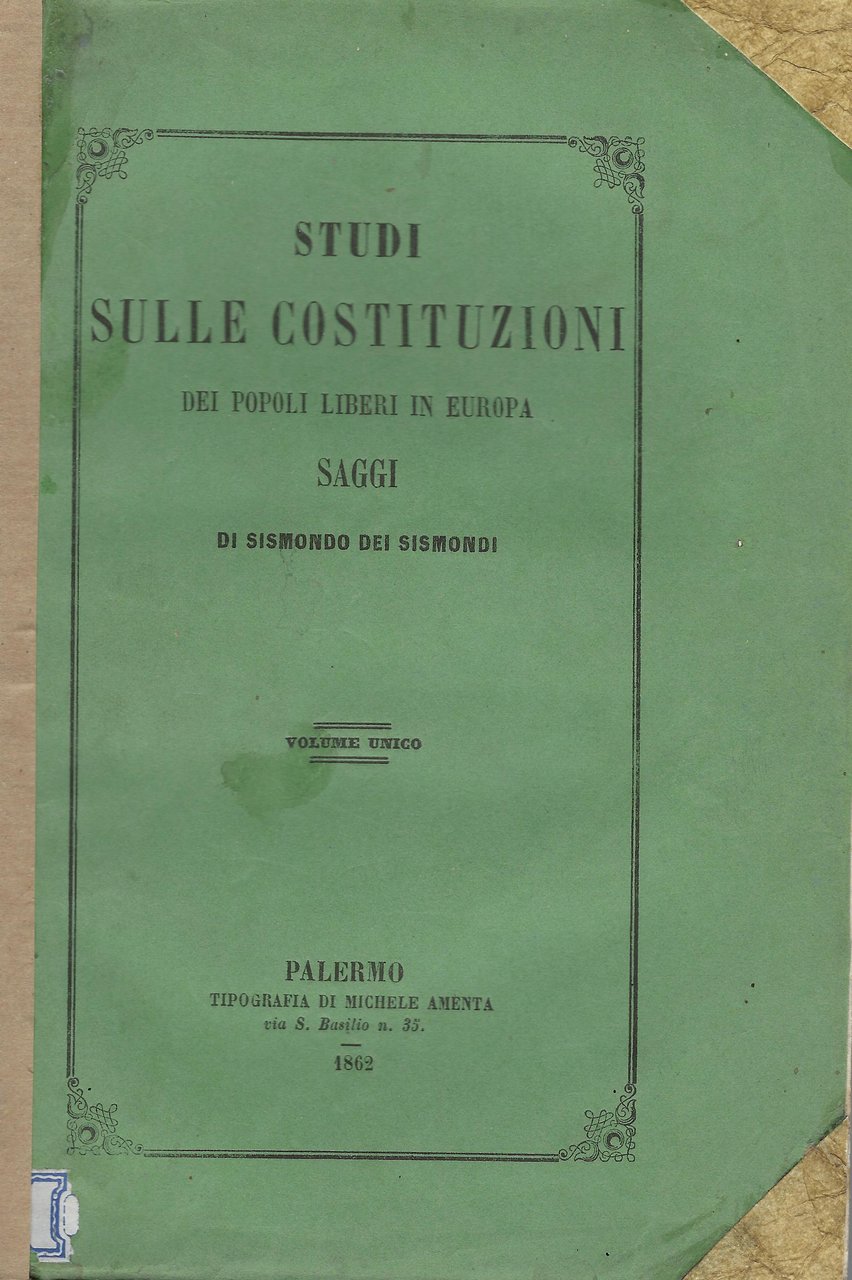 STUDI
SULLE COSTITUZIONI
DEI POPOLI LIBERI IN EUROPA
SAGGI
DI SISMONDO DEI SISMONDI
VOLUME UNICO
PALERMO
TIPOGRAFIA DI MICHELE AMENTA
via S. Basilio n. 35.
1862